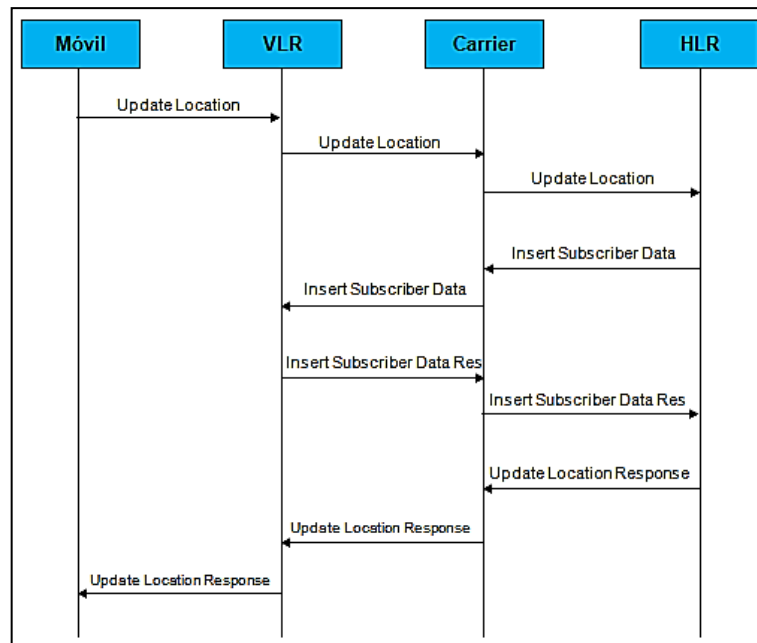 Móvil
VLR
Carrier
HLR
Update Location
Update Location
Update Location
Insert Subscriber Data
Insert Subscriber Data
Insert Subscriber Data Res
Insert Subscriber Data Res
Update Location Response
Update Location Response
Update Location Response